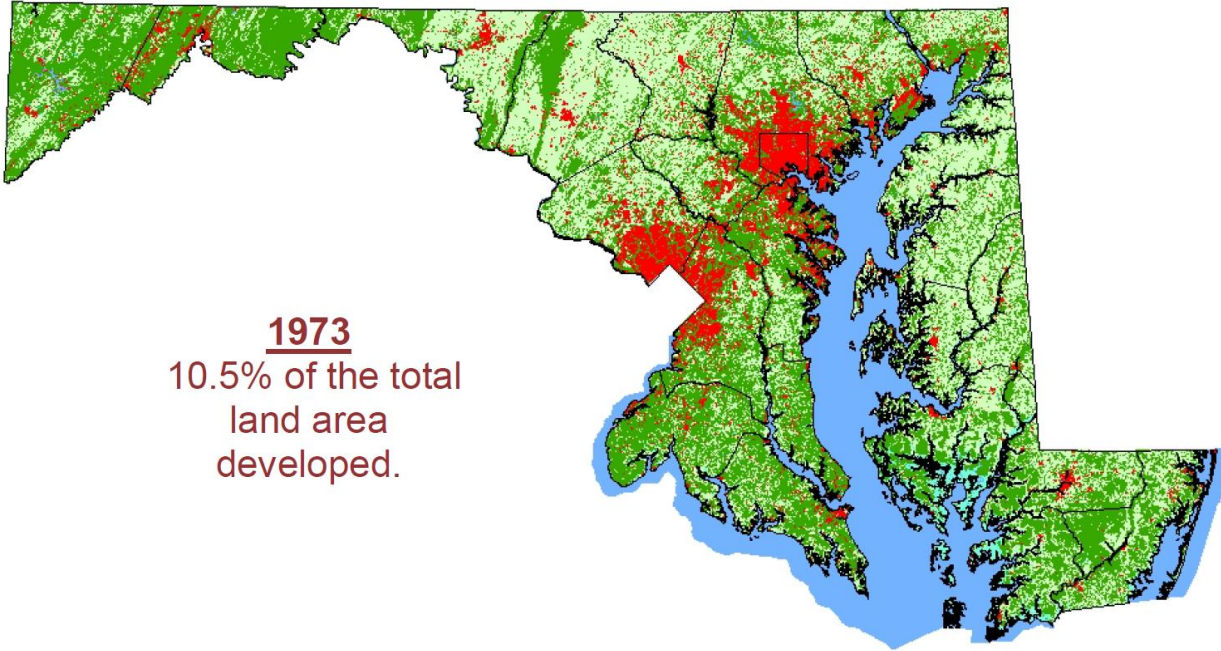 1973
10.5% of the total
land area
developed.